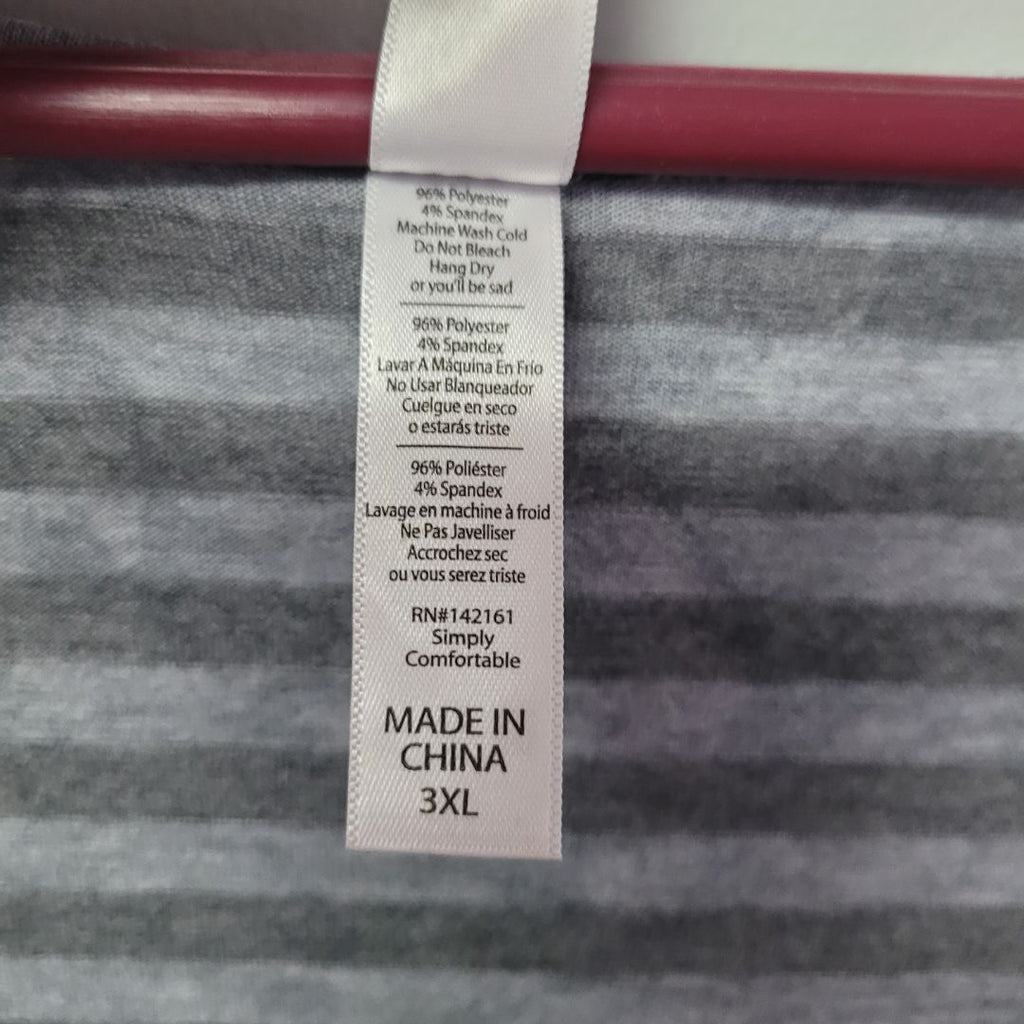 96% Polyester
4% Spandex
Machine Wash Cold
Do Not Bleach
Hang Dry
or you'll be sad
96% Polyester
4% Spandex
Lavar A Máquina En Frío
No Usar Blanqueador
Cuelgue en seco
o estarás triste
96% Poliéster
4% Spandex
Lavage en machine à froid
Ne Pas Javelliser
Accrochez sec
ou vous serez triste
RN#142161
Simply
Comfortable
MADE IN
CHINA
3XL